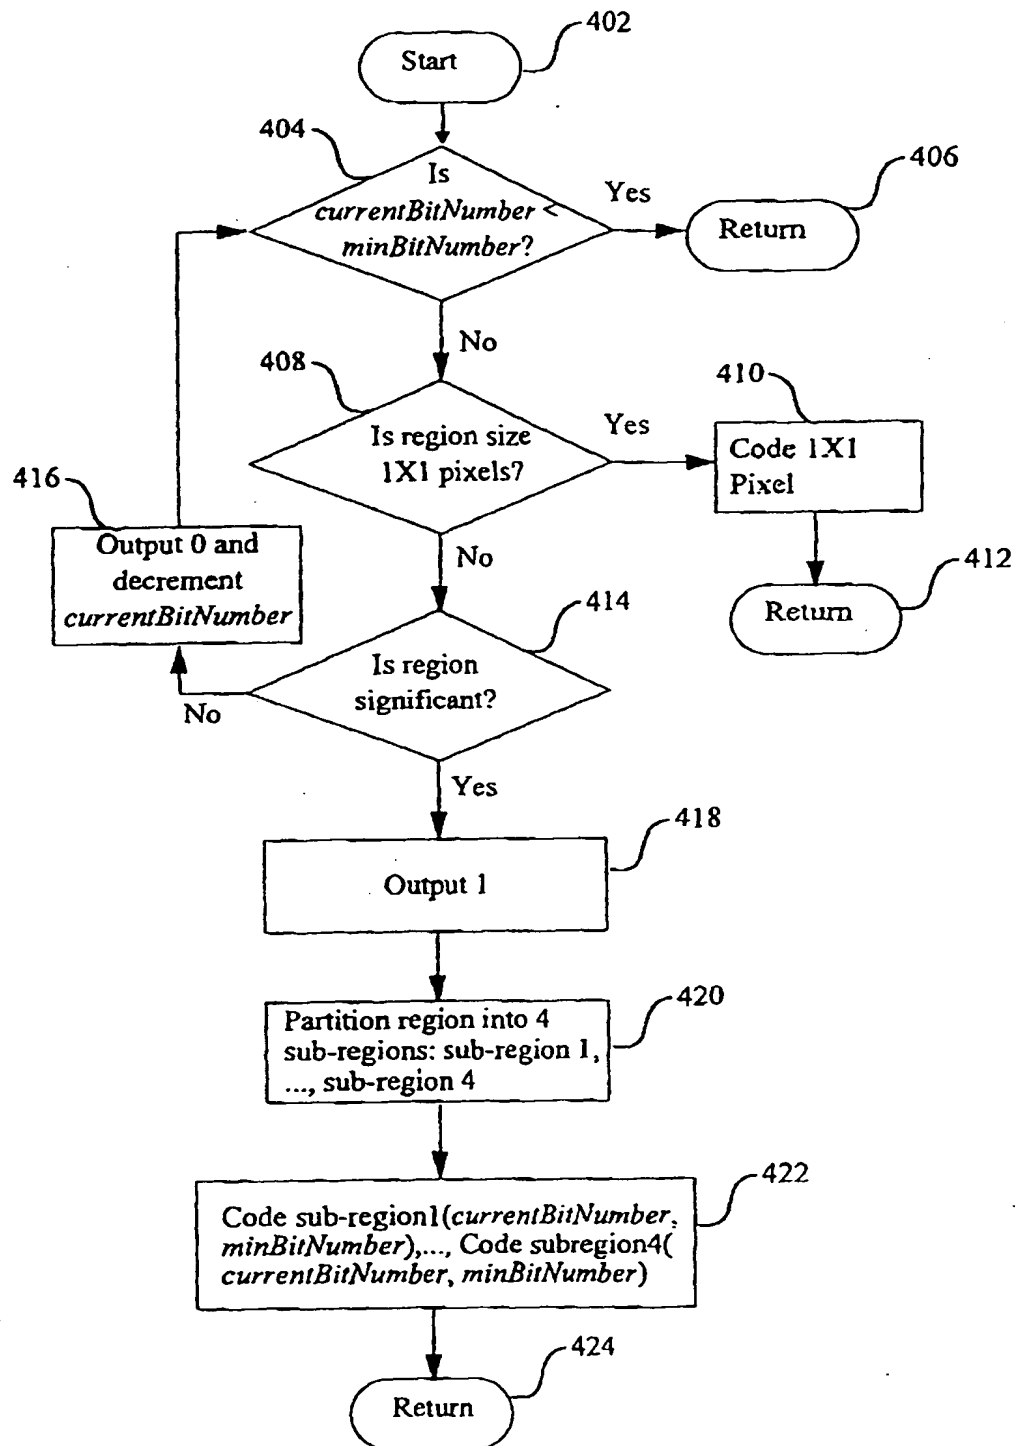 402
Start
404
Is
currentBitNumber <
minBitNumber?
Yes
406
Return
No
408
Is region size
1X1 pixels?
Yes
410
Code 1X1
Pixel
416
Output 0 and
decrement
currentBitNumber
No
412
Return
414
Is region
significant?
No
Yes
418
Output 1
420
Partition region into 4
sub-regions: sub-region 1,
..., sub-region 4
422
Code sub-region1(currentBitNumber,
minBitNumber),..., Code subregion4(
currentBitNumber, minBitNumber)
424
Return